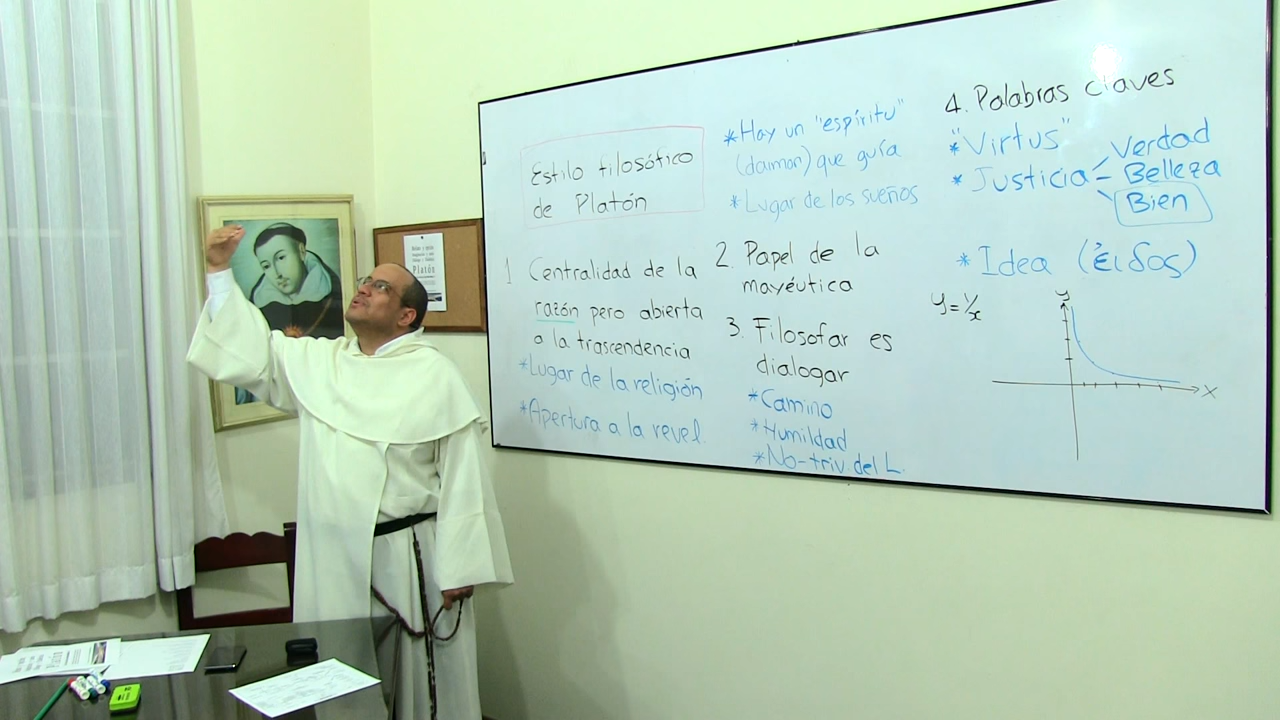 Estilo filosófico
de Platón
1 Centralidad de la
razón pero abierta
a la trascendencia
*Lugar de la religión
*Apertura a la revel.
*Hay un "espíritu"
(daimon) que guía
*Lugar de los sueños
2. Papel de la
mayéutica
3. Filosofar es
dialogar
*Camino
*Humildad
*No-triv. del L.
4. Palabras claves
*"Virtus"
*Justicia
Verdad
Belleza
Bien
*Idea (εἶδος)
y=1/x
y
x
Platón